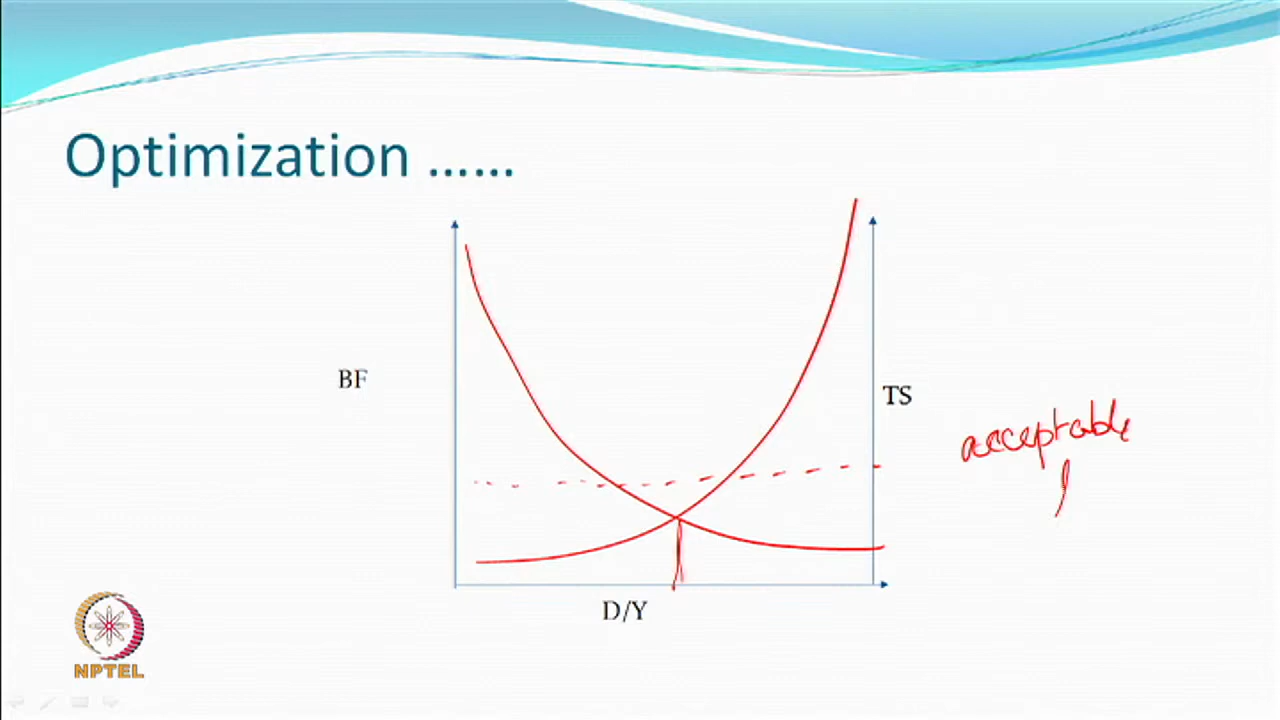 Optimization ......
BF
TS
acceptable
D/Y
NPTEL